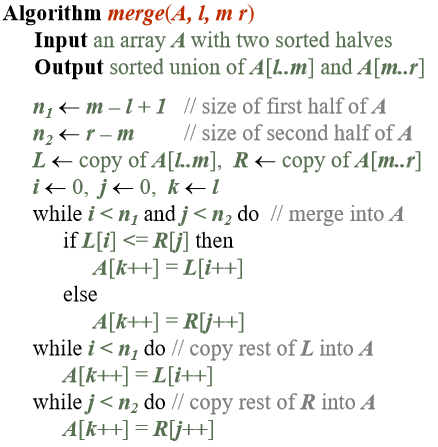 Algorithm merge(A, l, m r)
Input an array A with two sorted halves
Output sorted union of A[l..m] and A[m..r]
n₁ ← m – l + 1 // size of first half of A
n₂ ← r – m // size of second half of A
L ← copy of A[l..m], R ← copy of A[m..r]
i ← 0, j ← 0, k ← l
while i < n₁ and j < n₂ do // merge into A
if L[i] <= R[j] then
A[k++] = L[i++]
else
A[k++] = R[j++]
while i < n₁ do // copy rest of L into A
A[k++] = L[i++]
while j < n₂ do // copy rest of R into A
A[k++] = R[j++]